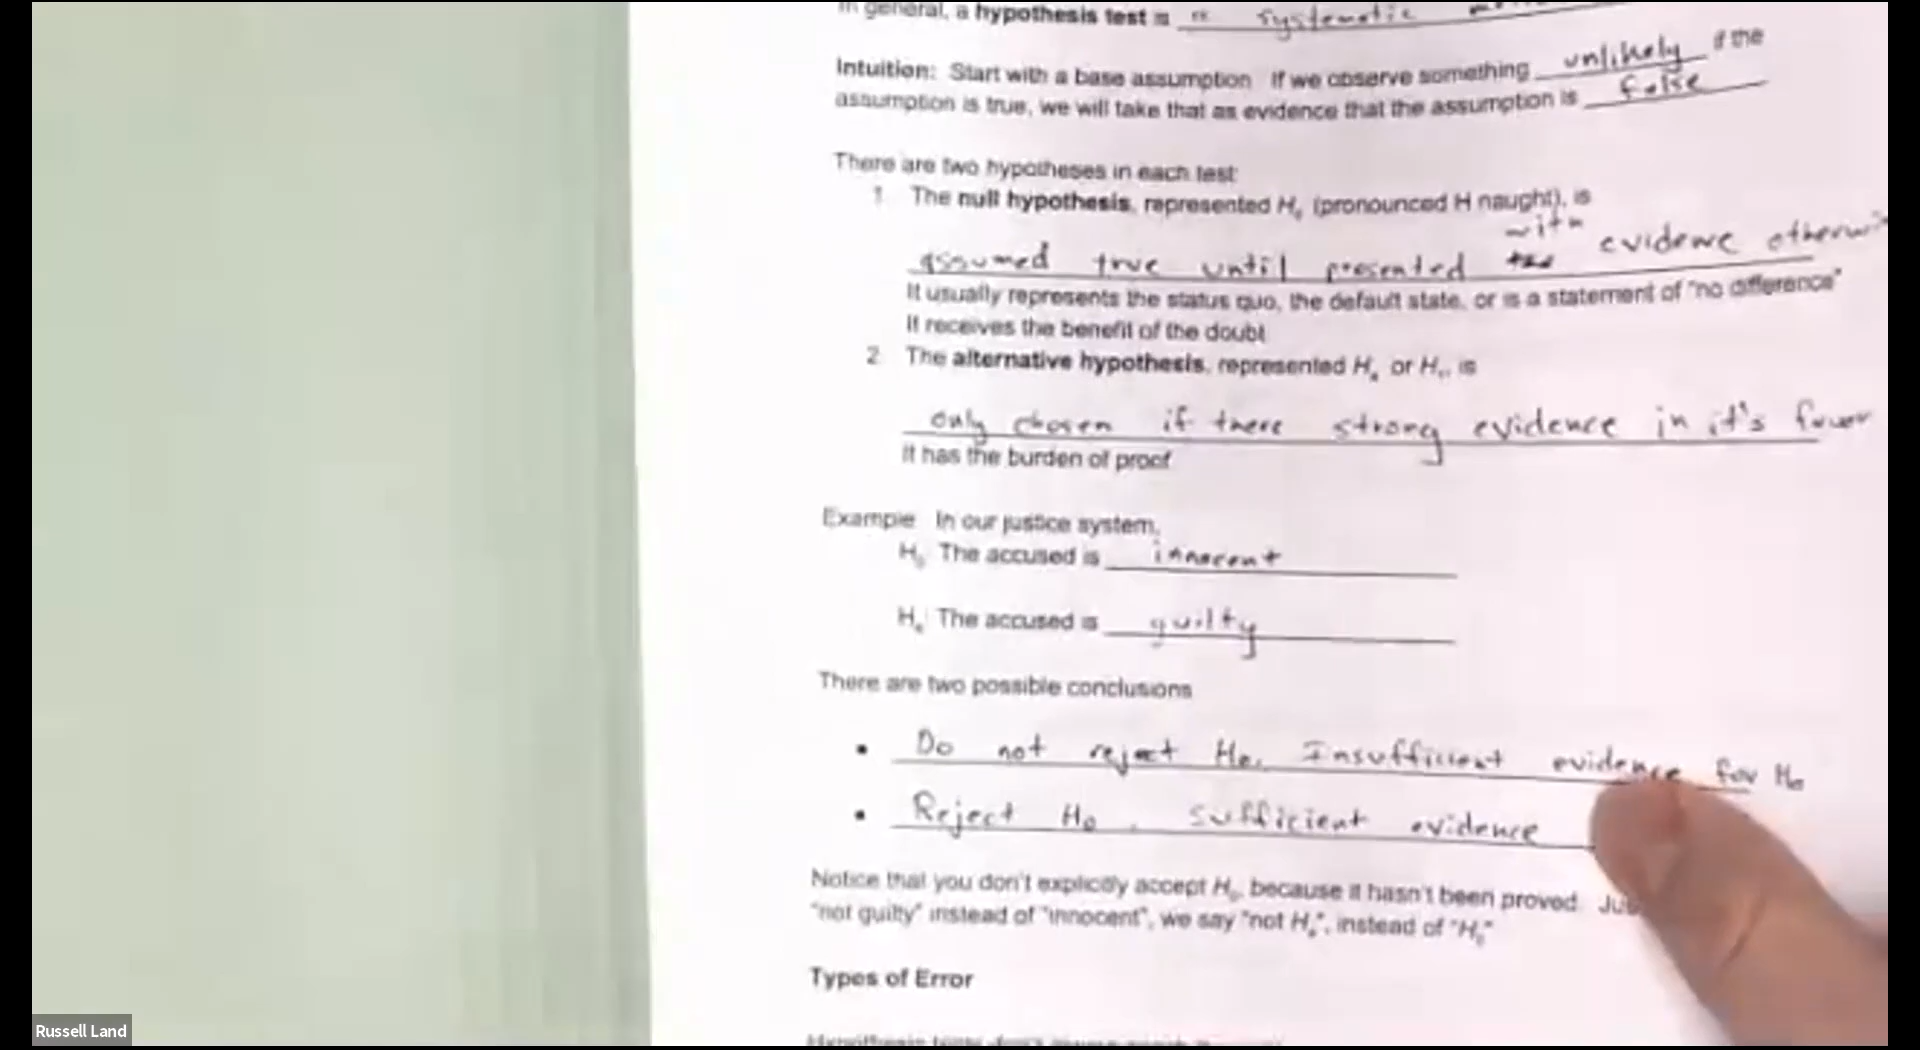 In general, a hypothesis test is a systematic
Intuition: Start with a base assumption If we observe something unlikely if the
assumption is true, we will take that as evidence that the assumption is false
There are two hypotheses in each test:
1. The null hypothesis, represented H₀ (pronounced H naught), is
assumed true until presented with evidence
It usually represents the status quo, the default state, or is a statement of "no difference"
It receives the benefit of the doubt
2. The alternative hypothesis, represented Hₐ or H₁, is
only chosen if there strong evidence in it's favor
It has the burden of proof
Example: In our justice system,
H₀ The accused is innocent
Hₐ The accused is guilty
There are two possible conclusions
• Do not reject H₀. Insufficient evidence for Hₐ
• Reject H₀. Sufficient evidence
Notice that you don't explicitly accept H₀, because it hasn't been proved.
"not guilty" instead of "innocent", we say "not Hₐ", instead of "H₀"
Types of Error
Russell Land